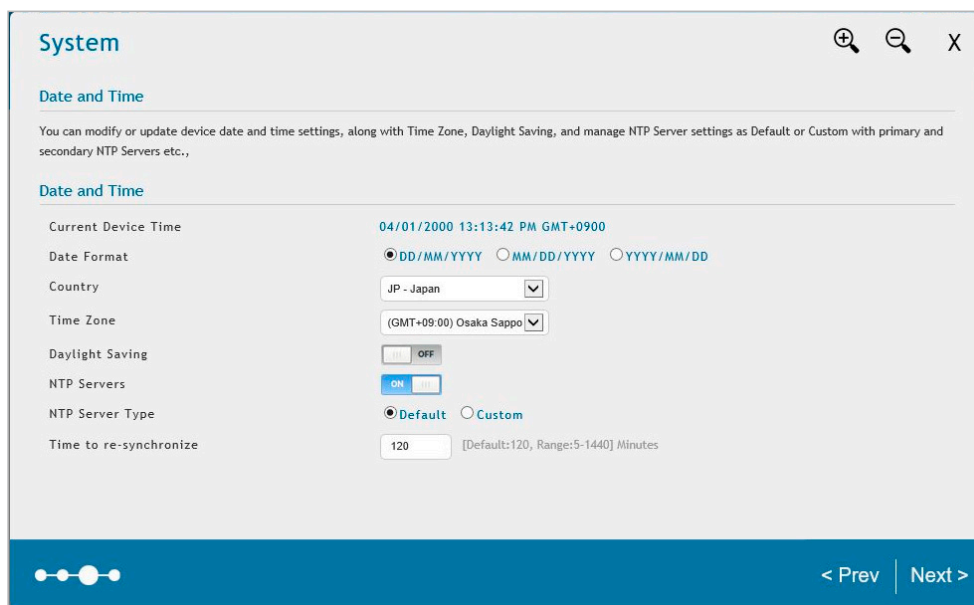 System
X
Date and Time
You can modify or update device date and time settings, along with Time Zone, Daylight Saving, and manage NTP Server settings as Default or Custom with primary and
secondary NTP Servers etc.,
Date and Time
Current Device Time 04/01/2000 13:13:42 PM GMT+0900
Date Format DD/MM/YYYY MM/DD/YYYY YYYY/MM/DD
Country JP - Japan
Time Zone (GMT+09:00) Osaka Sappo
Daylight Saving OFF
NTP Servers ON
NTP Server Type Default Custom
Time to re-synchronize 120 [Default:120, Range:5-1440] Minutes
< Prev Next >